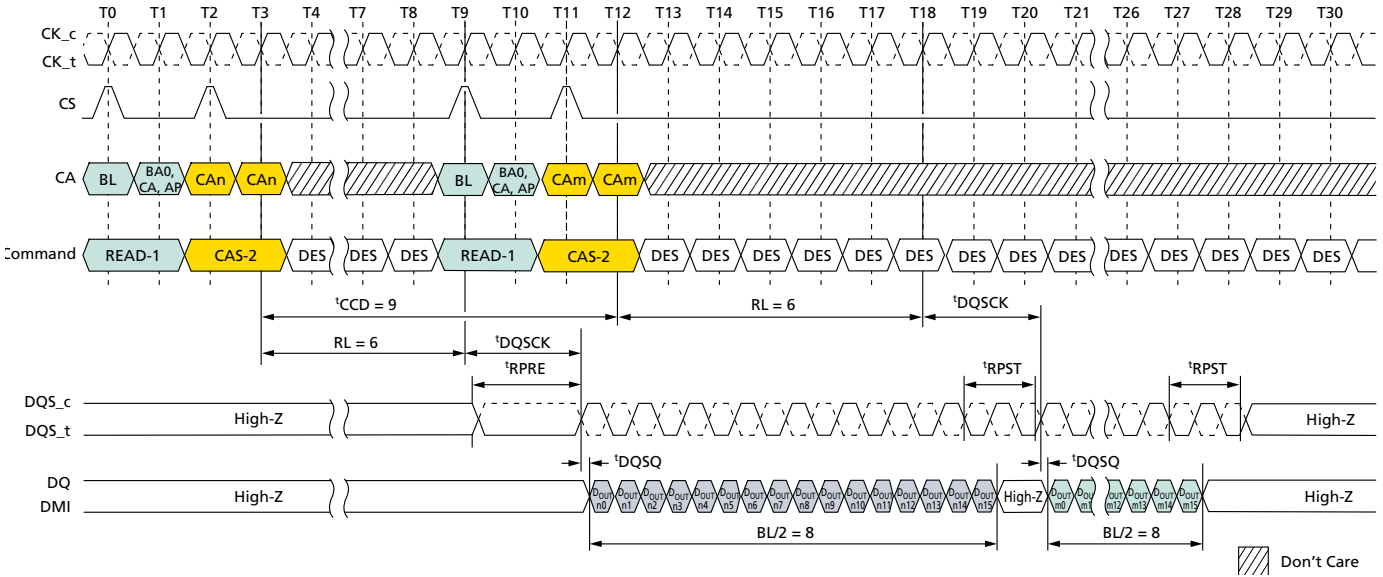 T0 T1 T2 T3 T4 T7 T8 T9 T10 T11 T12 T13 T14 T15 T16 T17 T18 T19 T20 T21 T26 T27 T28 T29 T30
CK_c
CK_t
CS
CA BL BA0, CA, AP CAn CAn BL BA0, CA, AP CAm CAm
Command READ-1 CAS-2 DES DES DES READ-1 CAS-2 DES DES DES DES DES DES DES DES DES DES DES DES DES DES
tCCD = 9 RL = 6 tDQSCK
RL = 6 tDQSCK
tRPRE tRPST tRPST
DQS_c
DQS_t
High-Z High-Z
tDQSQ tDQSQ
DQ
DMI
High-Z DOUT n0 DOUT n1 DOUT n2 DOUT n3 DOUT n4 DOUT n5 DOUT n6 DOUT n7 DOUT n8 DOUT n9 DOUT n10 DOUT n11 DOUT n12 DOUT n13 DOUT n14 DOUT n15 High-Z DOUT m0 DOUT m1 OUT m12 DOUT m13 DOUT m14 DOUT m15 High-Z
BL/2 = 8 BL/2 = 8
Don't Care